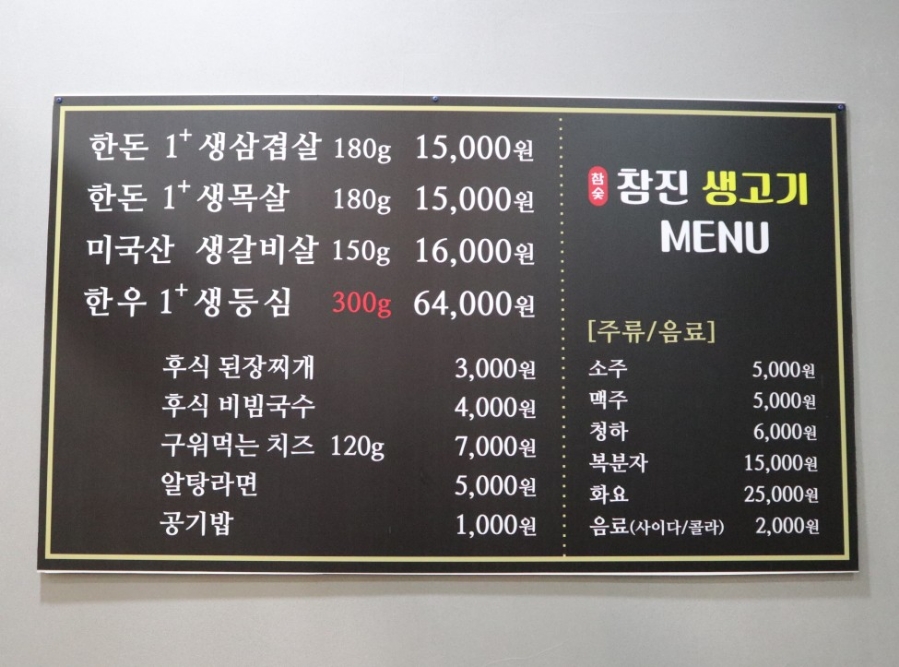 한돈 1+ 생삼겹살 180g 15,000원
한돈 1+ 생목살 180g 15,000원
미국산 생갈비살 150g 16,000원
한우 1+ 생등심 300g 64,000원
후식 된장찌개 3,000원
후식 비빔국수 4,000원
구워먹는 치즈 120g 7,000원
알탕라면 5,000원
공기밥 1,000원
참숯 참진 생고기
MENU
[주류/음료]
소주 5,000원
맥주 5,000원
청하 6,000원
복분자 15,000원
화요 25,000원
음료(사이다/콜라) 2,000원